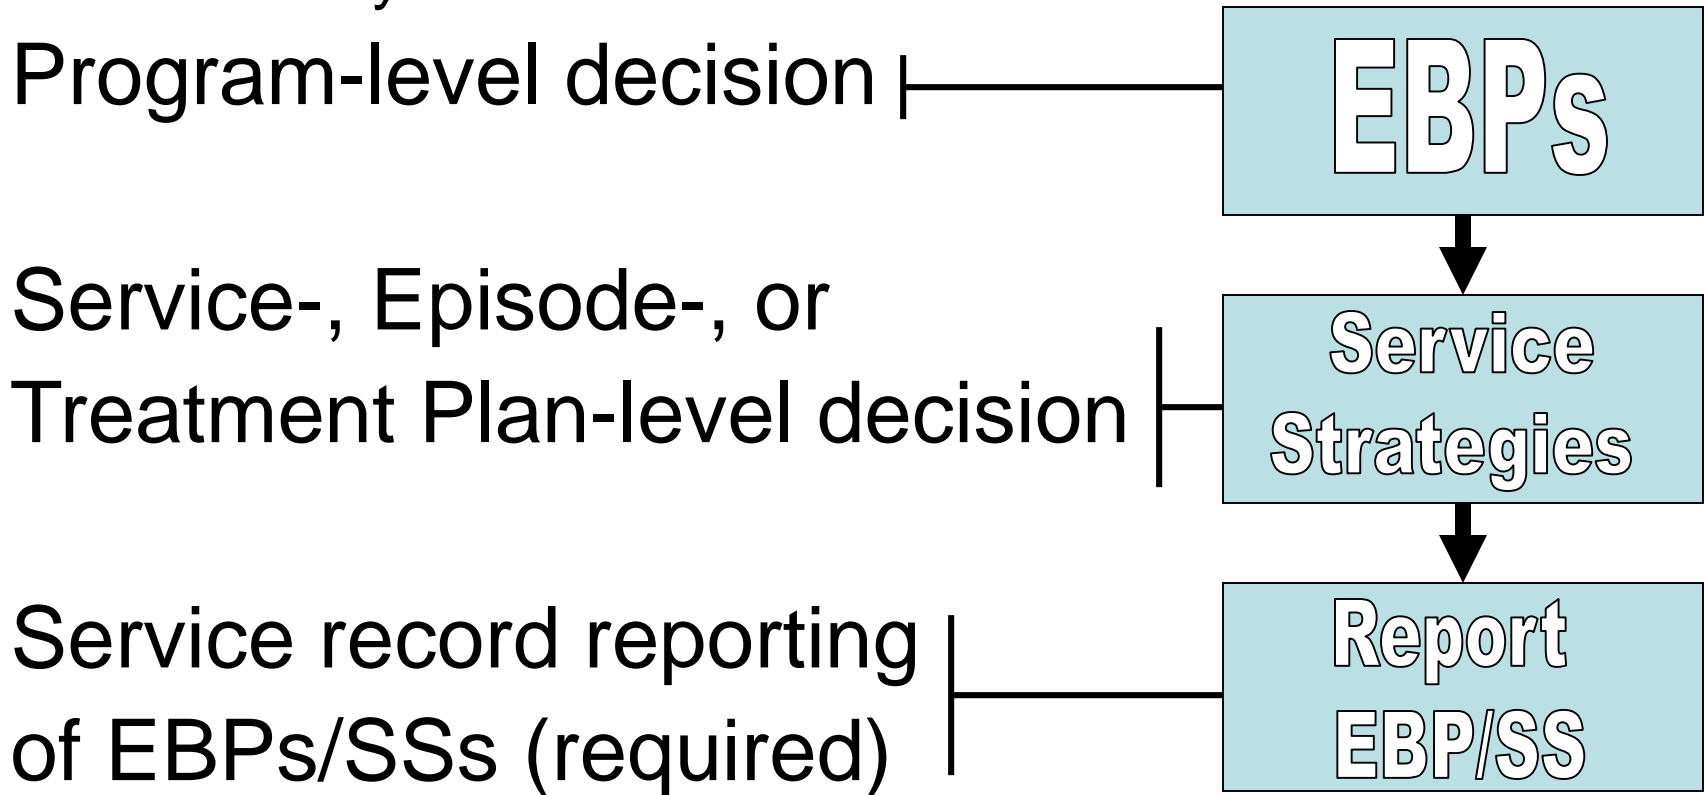 Program-level decision
EBPs
Service-, Episode-, or
Treatment Plan-level decision
Service
Strategies
Service record reporting
of EBPs/SSs (required)
Report
EBP/SS